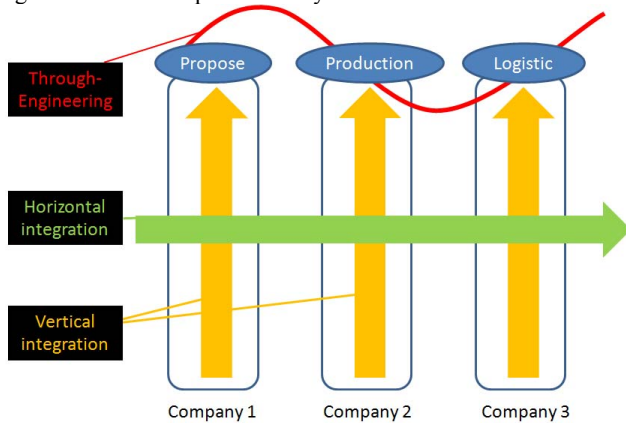 Propose
Production
Logistic
Through-
Engineering
Horizontal
integration
Vertical
integration
Company 1
Company 2
Company 3